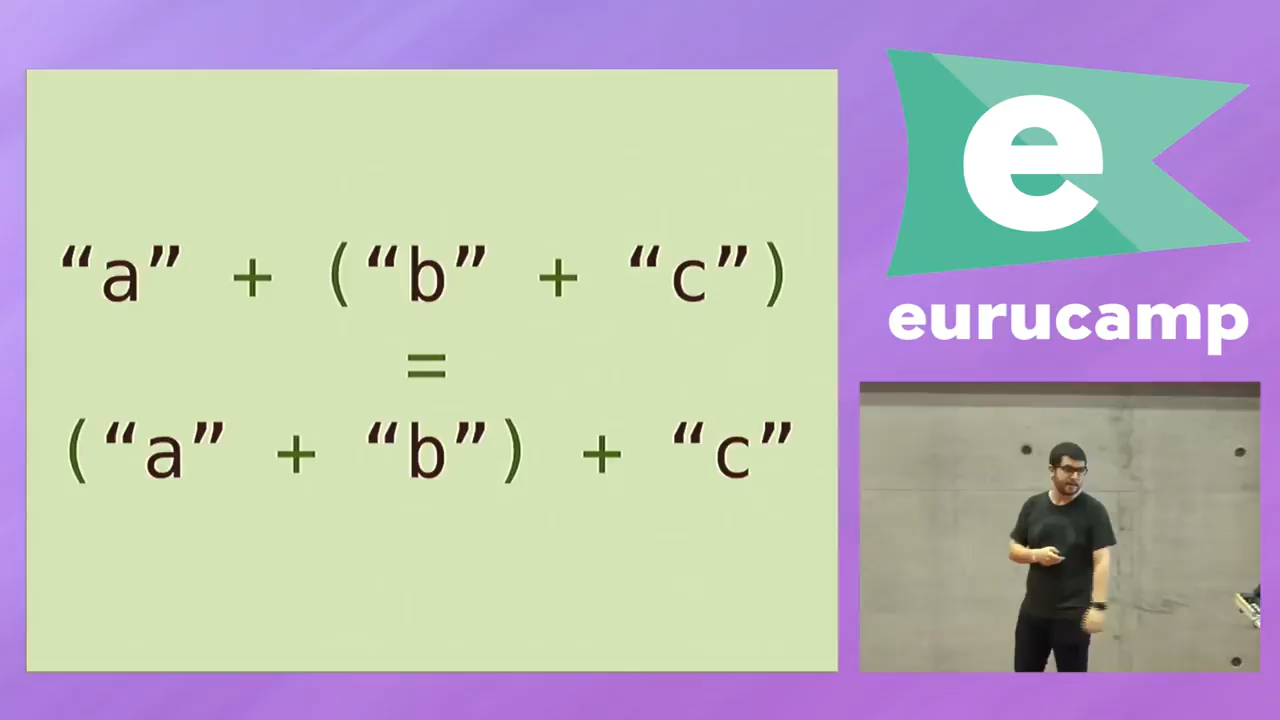 “a” + (“b” + “c”)
=
(“a” + “b”) + “c”
e
eurucamp